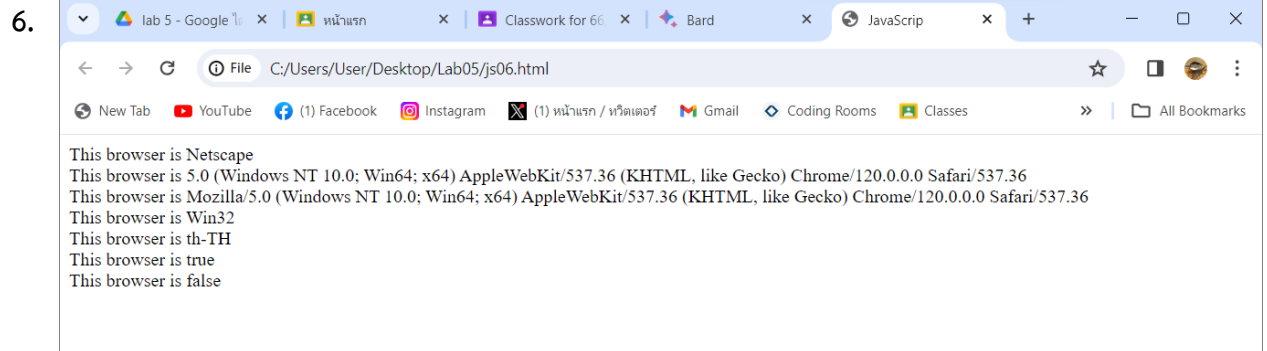 6.
lab 5 - Google ไ
หน้าแรก
Classwork for 66
Bard
JavaScrip
File
C:/Users/User/Desktop/Lab05/js06.html
New Tab
YouTube
(1) Facebook
Instagram
(1) หน้าแรก / ทวิตเตอร์
Gmail
Coding Rooms
Classes
All Bookmarks
This browser is Netscape
This browser is 5.0 (Windows NT 10.0; Win64; x64) AppleWebKit/537.36 (KHTML, like Gecko) Chrome/120.0.0.0 Safari/537.36
This browser is Mozilla/5.0 (Windows NT 10.0; Win64; x64) AppleWebKit/537.36 (KHTML, like Gecko) Chrome/120.0.0.0 Safari/537.36
This browser is Win32
This browser is th-TH
This browser is true
This browser is false